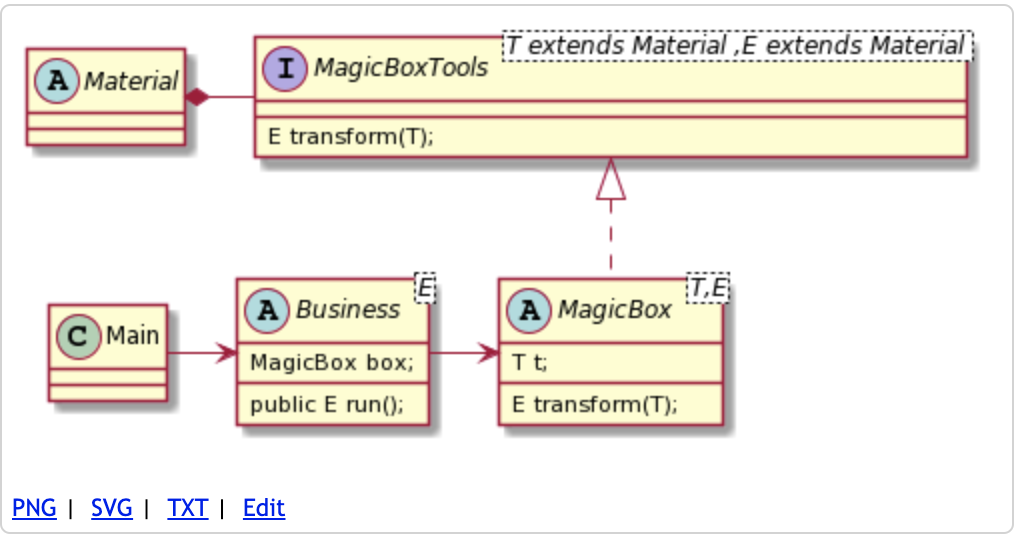 T extends Material ,E extends Material
A Material
I MagicBoxTools
E transform(T);
E
T,E
C Main
A Business
A MagicBox
MagicBox box;
T t;
public E run();
E transform(T);
PNG | SVG | TXT | Edit